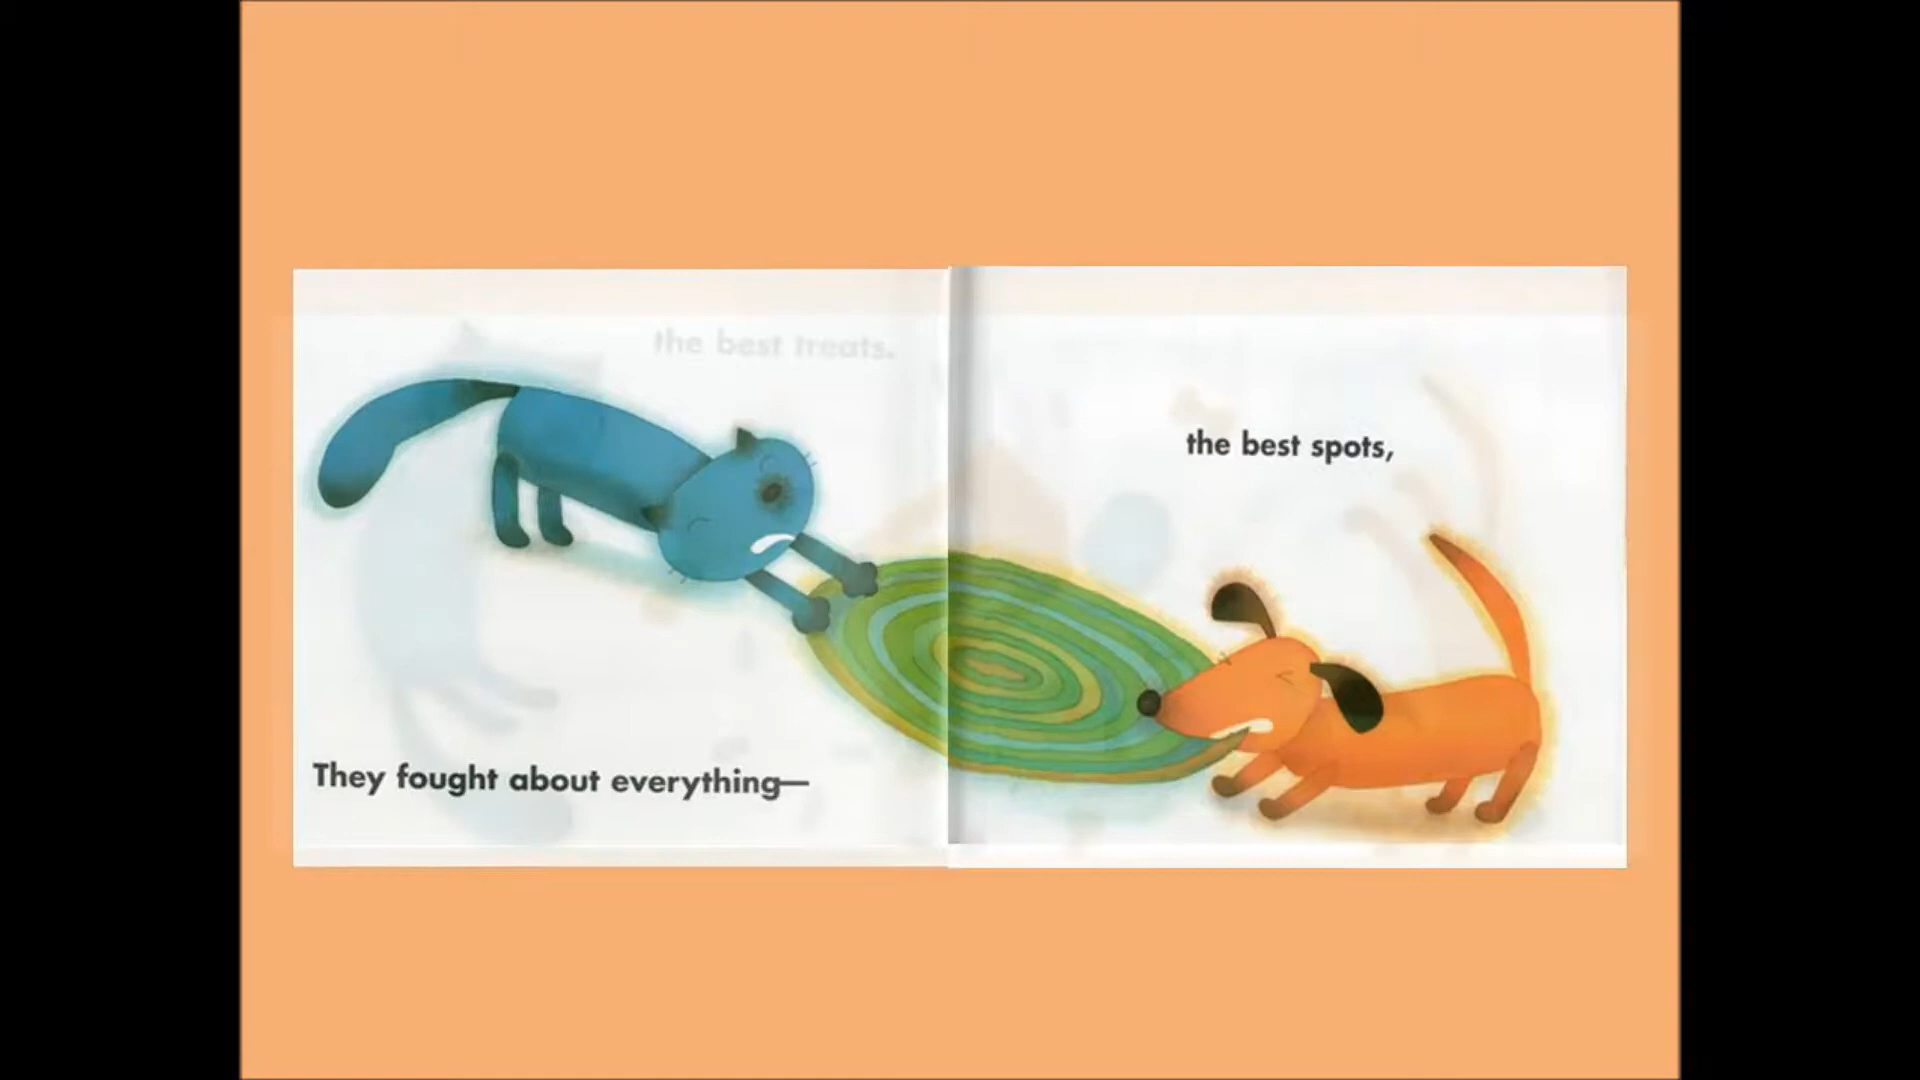 the best treats.
They fought about everything—
the best spots,